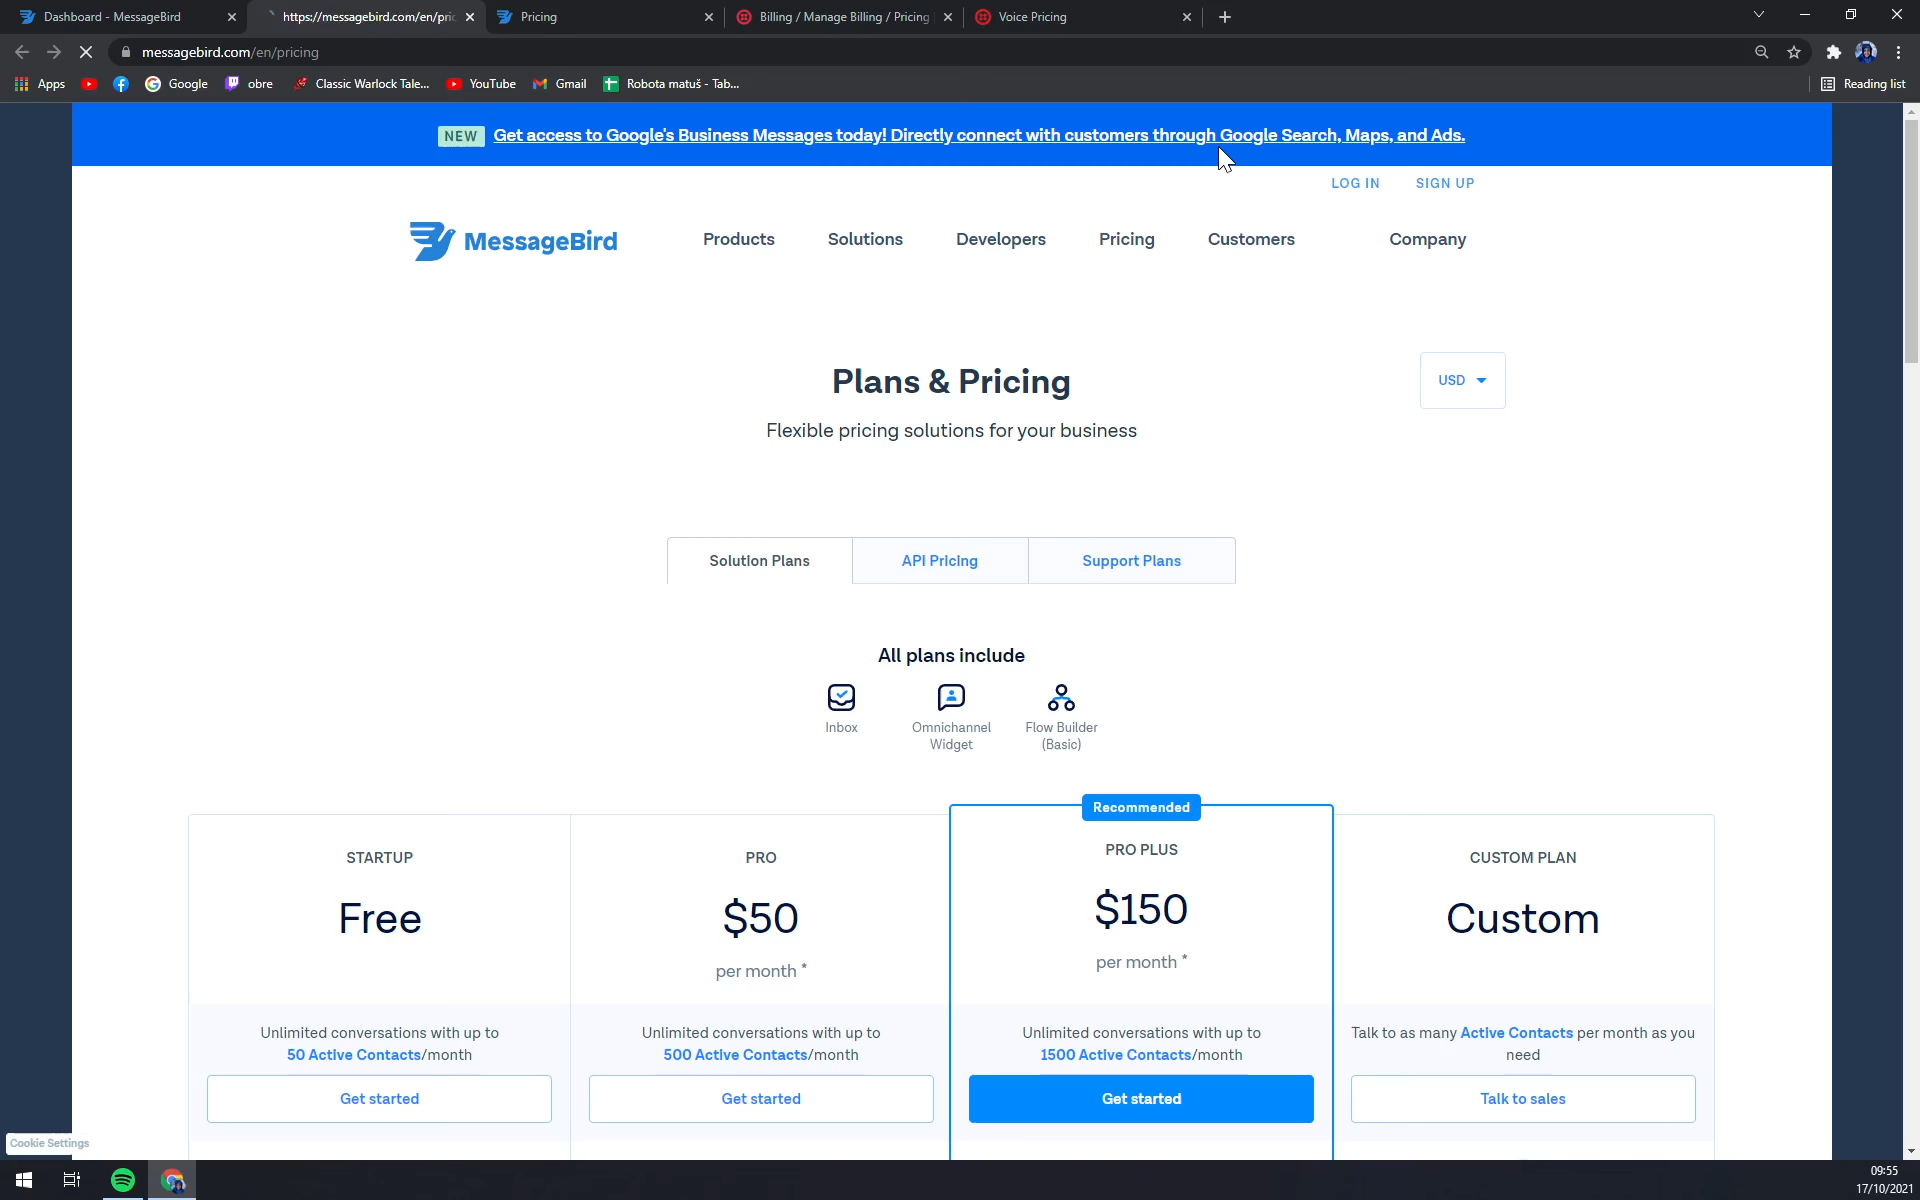 Dashboard - MessageBird
https://messagebird.com/en/pric
Pricing
Billing / Manage Billing / Pricing
Voice Pricing
messagebird.com/en/pricing
Apps
Google
obre
Classic Warlock Tale...
YouTube
Gmail
Robota matuš - Tab...
Reading list
NEW Get access to Google's Business Messages today! Directly connect with customers through Google Search, Maps, and Ads.
LOG IN
SIGN UP
MessageBird
Products
Solutions
Developers
Pricing
Customers
Company
Plans & Pricing
USD
Flexible pricing solutions for your business
Solution Plans
API Pricing
Support Plans
All plans include
Inbox
Omnichannel
Widget
Flow Builder
(Basic)
Recommended
STARTUP
Free
PRO
$50
per month *
PRO PLUS
$150
per month *
CUSTOM PLAN
Custom
Unlimited conversations with up to
50 Active Contacts/month
Get started
Unlimited conversations with up to
500 Active Contacts/month
Get started
Unlimited conversations with up to
1500 Active Contacts/month
Get started
Talk to as many Active Contacts per month as you
need
Talk to sales
Cookie Settings
09:55
17/10/2021